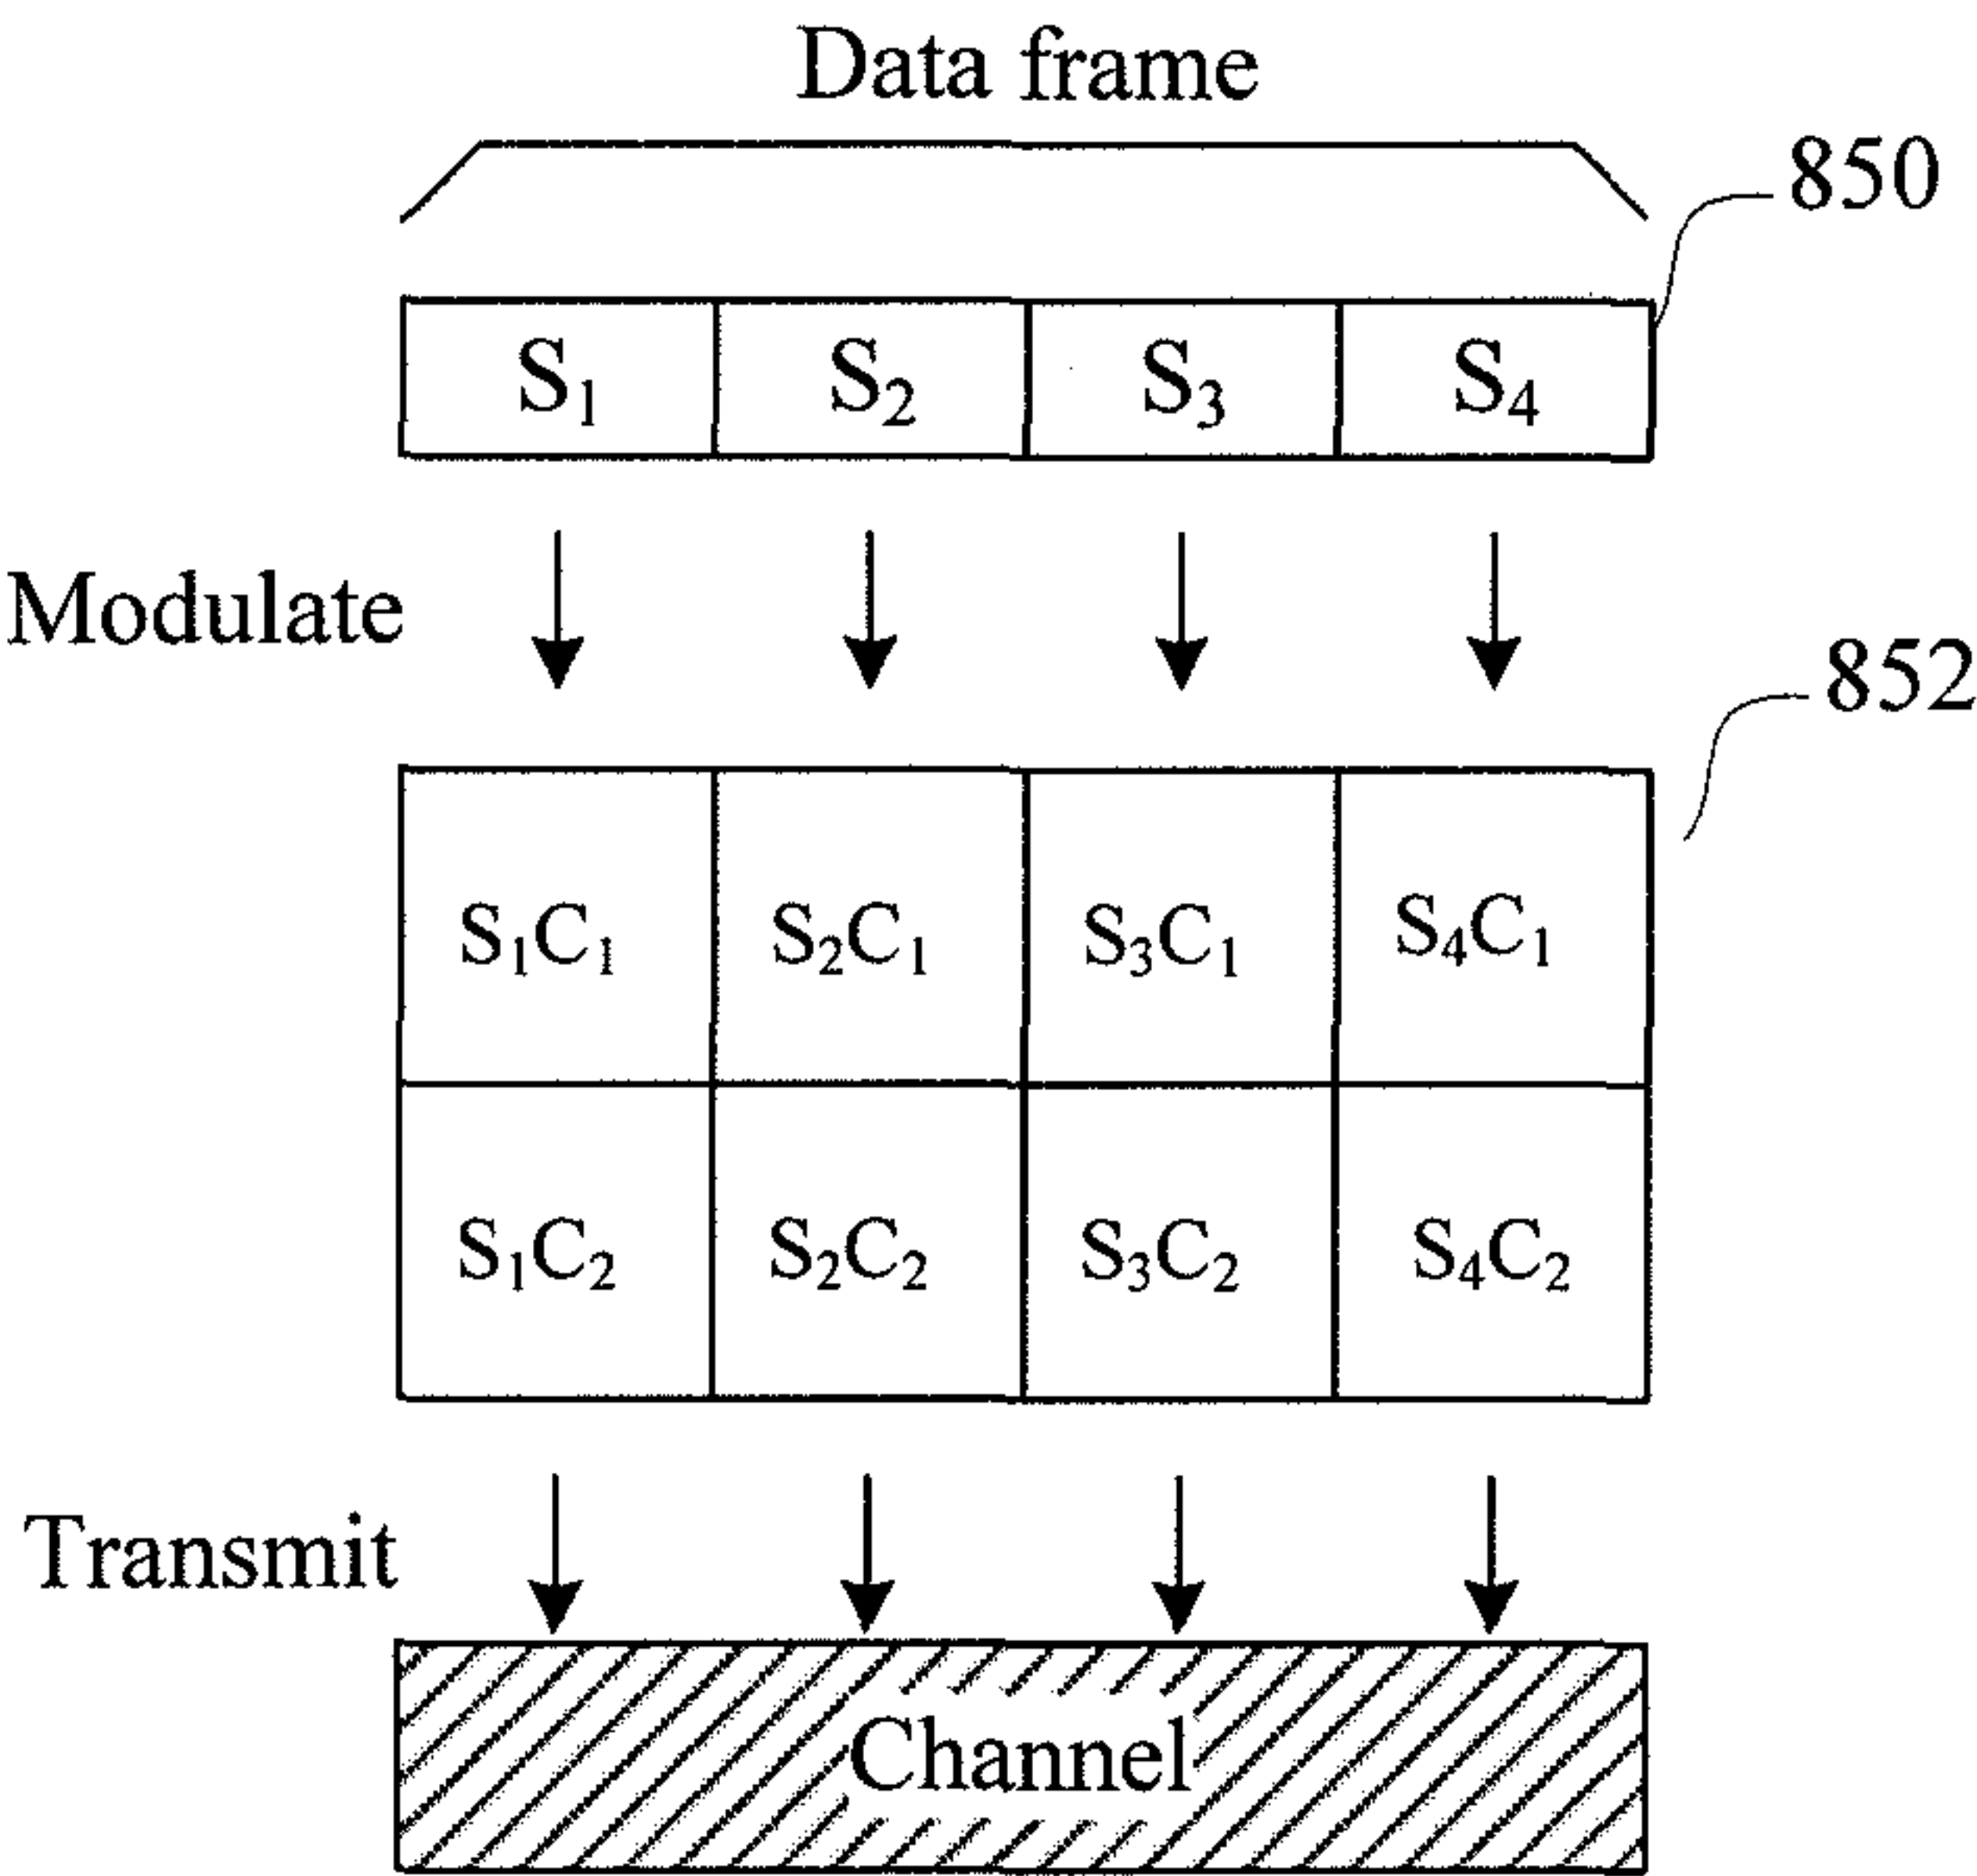 Data frame
850
S₁ S₂ S₃ S₄
Modulate
852
S₁C₁ S₂C₁ S₃C₁ S₄C₁
S₁C₂ S₂C₂ S₃C₂ S₄C₂
Transmit
Channel